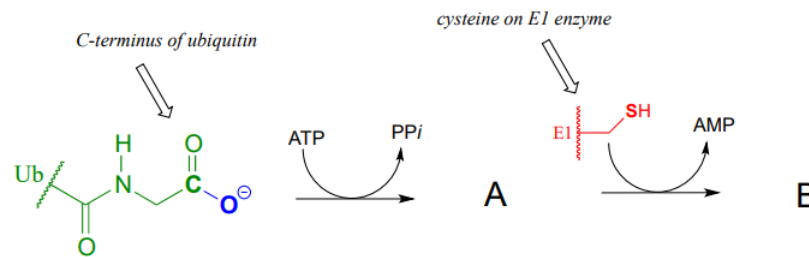 cysteine on E1 enzyme
C-terminus of ubiquitin
H
O
SH
ATP
PPi
E1
AMP
Ub
N
C
O⊖
A
B
O